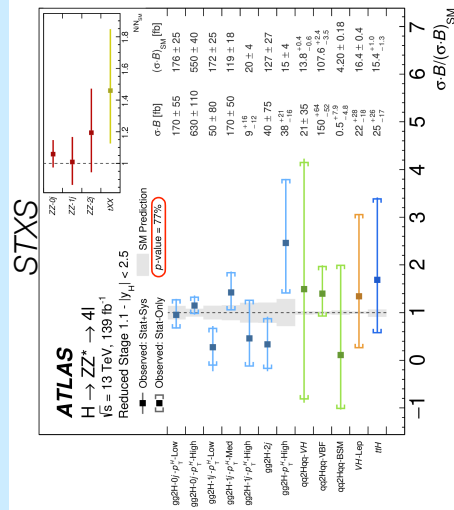 STXS
ATLAS
H → ZZ* → 4l
√s = 13 TeV, 139 fb⁻¹
Reduced Stage 1.1 - |y_H| < 2.5
Observed: Stat+Sys SM Prediction
Observed: Stat-Only p-value = 77%
ZZ-0j
ZZ-1j
ZZ-2j
tXX
1 1.2 1.4 1.6 1.8
N/N_SM
σ·B [fb] (σ·B)_SM [fb]
gg2H-0j-p_T^H-Low 170 ± 55 176 ± 25
gg2H-0j-p_T^H-High 630 ± 110 550 ± 40
gg2H-1j-p_T^H-Low 50 ± 80 172 ± 25
gg2H-1j-p_T^H-Med 170 ± 50 119 ± 18
gg2H-1j-p_T^H-High 9 +16 −12 20 ± 4
gg2H-2j 40 ± 75 127 ± 27
gg2H-p_T^H-High 38 +21 −16 15 ± 4
qq2Hqq-VH 21 ± 35 13.8 +0.4 −0.6
qq2Hqq-VBF 150 +64 −52 107.6 +2.4 −3.5
qq2Hqq-BSM 0.5 +7.9 −4.8 4.20 ± 0.18
VH-Lep 22 +28 −18 16.4 ± 0.4
ttH 25 +26 −17 15.4 +1.0 −1.3
−1 0 1 2 3 4 5 6 7
σ·B/(σ·B)_SM